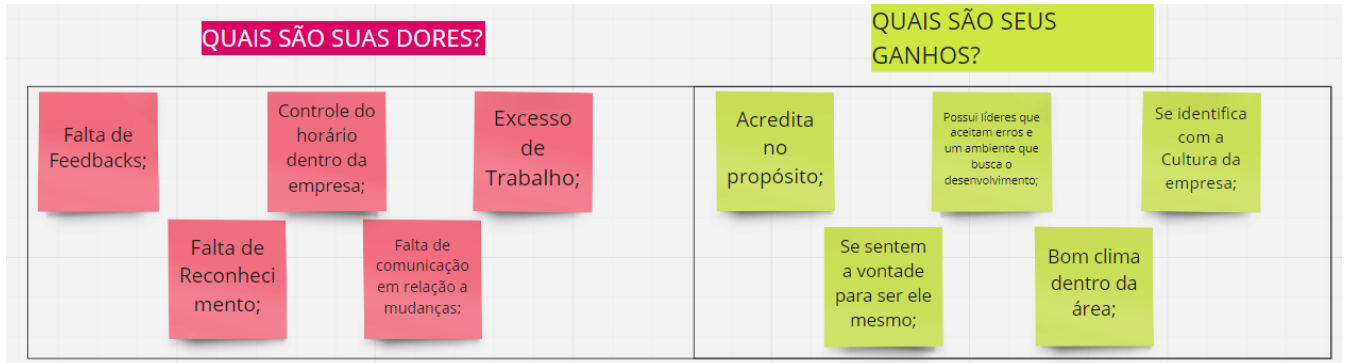 QUAIS SÃO SUAS DORES?
Falta de
Feedbacks;
Controle do
horário
dentro da
empresa;
Excesso
de
Trabalho;
Falta de
Reconheci
mento;
Falta de
comunicação
em relação a
mudanças;
QUAIS SÃO SEUS
GANHOS?
Acredita
no
propósito;
Possui líderes que
aceitam erros e
um ambiente que
busca o
desenvolvimento;
Se identifica
com a
Cultura da
empresa;
Se sentem
a vontade
para ser ele
mesmo;
Bom clima
dentro da
área;